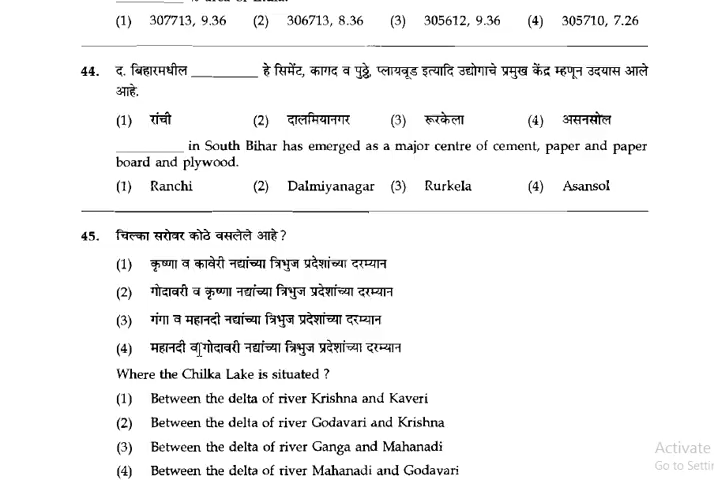 % area of India.
(1) 307713, 9.36 (2) 306713, 8.36 (3) 305612, 9.36 (4) 305710, 7.26
44. द. बिहारमधील __________ हे सिमेंट, कागद व पुठ्ठे, प्लायवूड इत्यादि उद्योगाचे प्रमुख केंद्र म्हणून उदयास आले
आहे.
(1) रांची (2) दालमियानगर (3) रूरकेला (4) असनसोल
__________ in South Bihar has emerged as a major centre of cement, paper and paper
board and plywood.
(1) Ranchi (2) Dalmiyanagar (3) Rurkela (4) Asansol
45. चिल्का सरोवर कोठे वसलेले आहे ?
(1) कृष्णा व कावेरी नद्यांच्या त्रिभुज प्रदेशांच्या दरम्यान
(2) गोदावरी व कृष्णा नद्यांच्या त्रिभुज प्रदेशांच्या दरम्यान
(3) गंगा व महानदी नद्यांच्या त्रिभुज प्रदेशांच्या दरम्यान
(4) महानदी व गोदावरी नद्यांच्या त्रिभुज प्रदेशांच्या दरम्यान
Where the Chilka Lake is situated ?
(1) Between the delta of river Krishna and Kaveri
(2) Between the delta of river Godavari and Krishna
(3) Between the delta of river Ganga and Mahanadi
(4) Between the delta of river Mahanadi and Godavari
Activate
Go to Settin